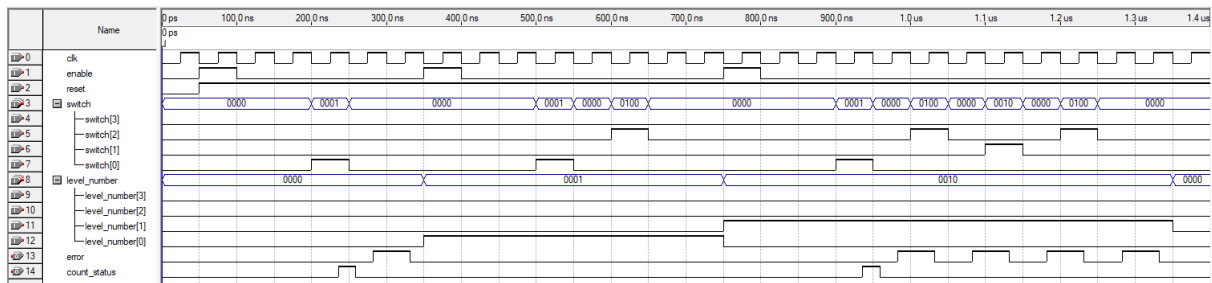 Name
0 ps 100,0 ns 200,0 ns 300,0 ns 400,0 ns 500,0 ns 600,0 ns 700,0 ns 800,0 ns 900,0 ns 1.0 us 1.1 us 1.2 us 1.3 us 1.4 us
0 ps
0 clk
1 enable
2 reset
3 switch 0000 0001 0000 0001 0000 0100 0000 0001 0000 0100 0000 0010 0000 0100 0000
4 switch[3]
5 switch[2]
6 switch[1]
7 switch[0]
8 level_number 0000 0001 0010 0000
9 level_number[3]
10 level_number[2]
11 level_number[1]
12 level_number[0]
13 error
14 count_status